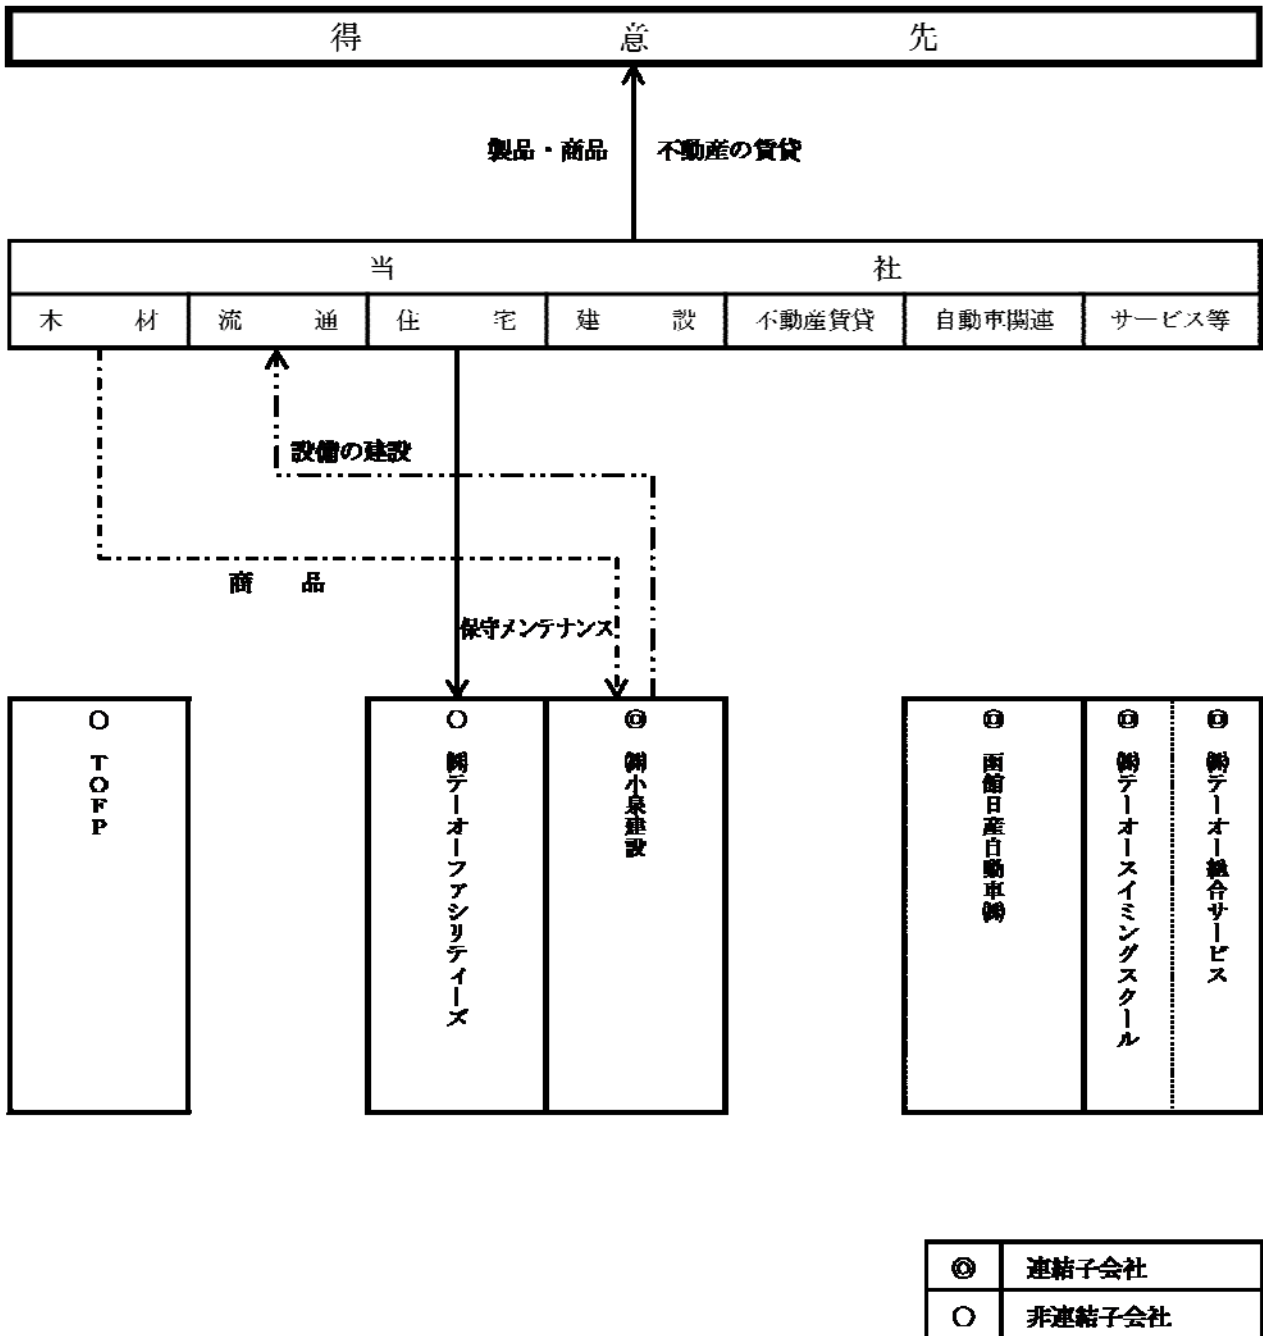 得意先
製品・商品 不動産の賃貸
当社
木材 流通 住宅 建設 不動産賃貸 自動車関連 サービス等
設備の建設
商品
保守メンテナンス
○ TOFP
○ ㈱テーオーファシリティーズ
◎ ㈱小泉建設
◎ 函館日産自動車㈱
◎ ㈱テーオースイミングスクール
◎ ㈱テーオー総合サービス
◎ 連結子会社
○ 非連結子会社